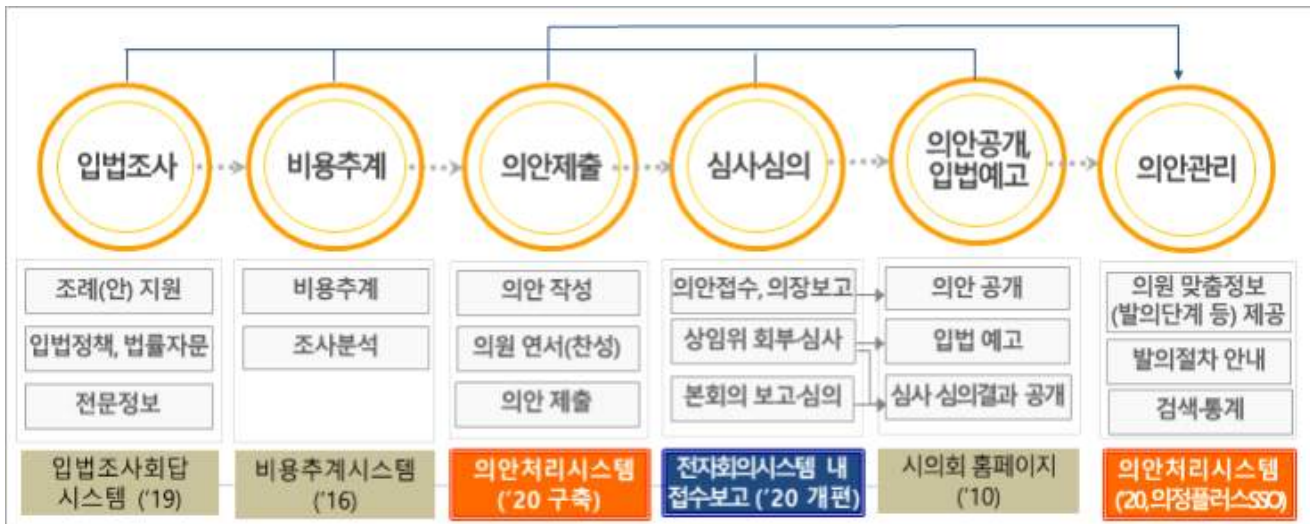 입법조사
비용추계
의안제출
심사·심의
의안공개,
입법예고
의안관리
조례(안) 지원
입법정책, 법률자문
전문정보
비용추계
조사분석
의안 작성
의원 연서(찬성)
의안 제출
의안접수, 의장보고
상임위 회부·심사
본회의 보고·심의
의안 공개
입법 예고
심사·심의결과 공개
의원 맞춤정보
(발의단계 등) 제공
발의절차 안내
검색·통계
입법조사회답
시스템 ('19)
비용추계시스템
('16)
의안처리시스템
('20 구축)
전자회의시스템 내
접수보고 ('20 개편)
시의회 홈페이지
('10)
의안처리시스템
('20, 의정플러스SSO)